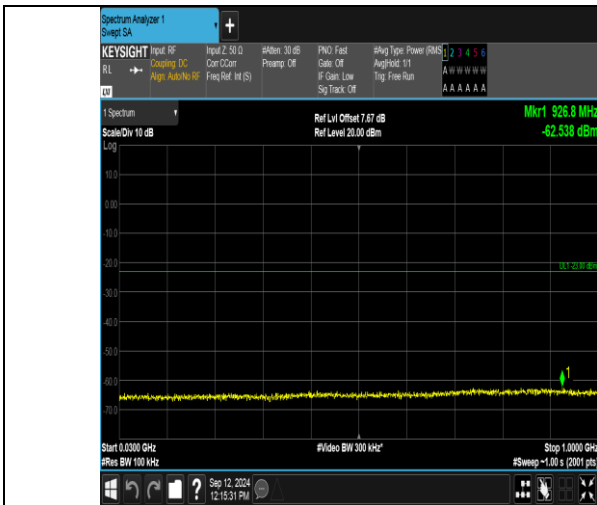 Spectrum Analyzer 1
Swept SA
+
KEYSIGHT
RL
LXI
Input: RF
Coupling: DC
Align: Auto/No RF
Input Z: 50 Ω
Corr CCorr
Freq Ref: Int (S)
#Atten: 30 dB
Preamp: Off
PNO: Fast
Gate: Off
IF Gain: Low
Sig Track: Off
#Avg Type: Power (RMS
Avg|Hold: 1/1
Trig: Free Run
1 2 3 4 5 6
A W W W W W
A A A A A A
1 Spectrum
Scale/Div 10 dB
Log
Ref Lvl Offset 7.67 dB
Ref Level 20.00 dBm
Mkr1 926.8 MHz
-62.538 dBm
10.0
0.00
-10.0
-20.0
DL1 -23.00 dBm
-30.0
-40.0
-50.0
-60.0
1
-70.0
Start 0.0300 GHz
#Res BW 100 kHz
#Video BW 300 kHz*
Stop 1.0000 GHz
#Sweep ~1.00 s (2001 pts)
?
Sep 12, 2024
12:15:31 PM